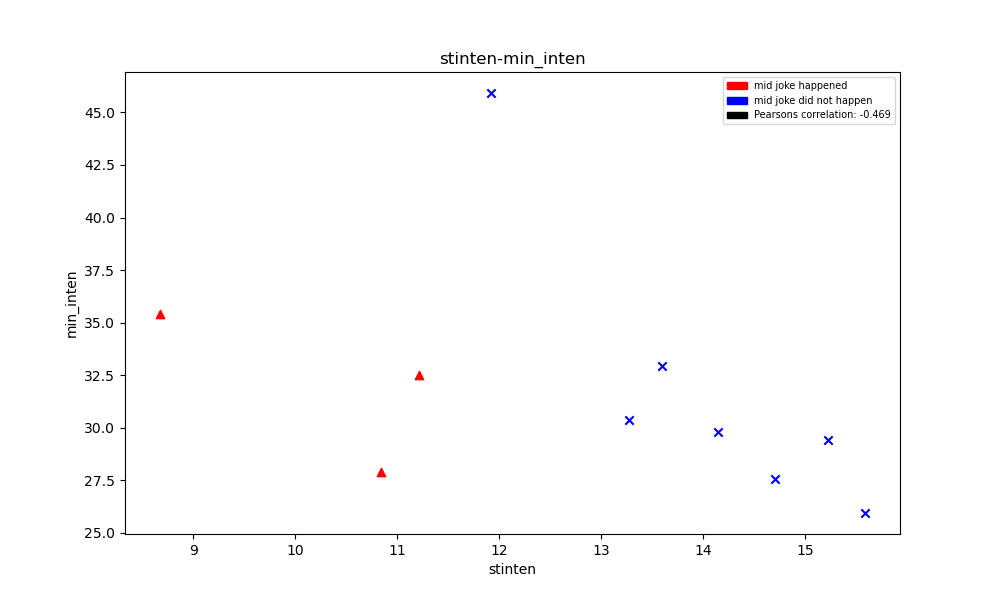 stinten-min_inten
mid joke happened
mid joke did not happen
Pearsons correlation: -0.469
45.0
42.5
40.0
37.5
35.0
32.5
30.0
27.5
25.0
min_inten
9 10 11 12 13 14 15
stinten